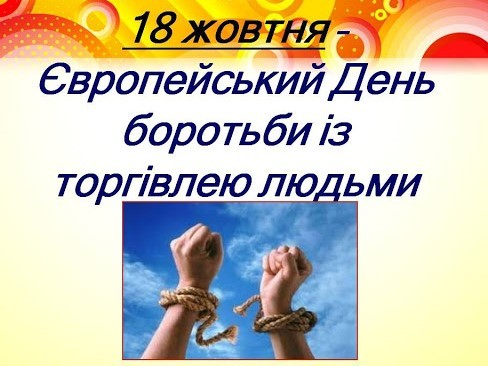 18 жовтня –
Європейський День
боротьби із
торгівлею людьми